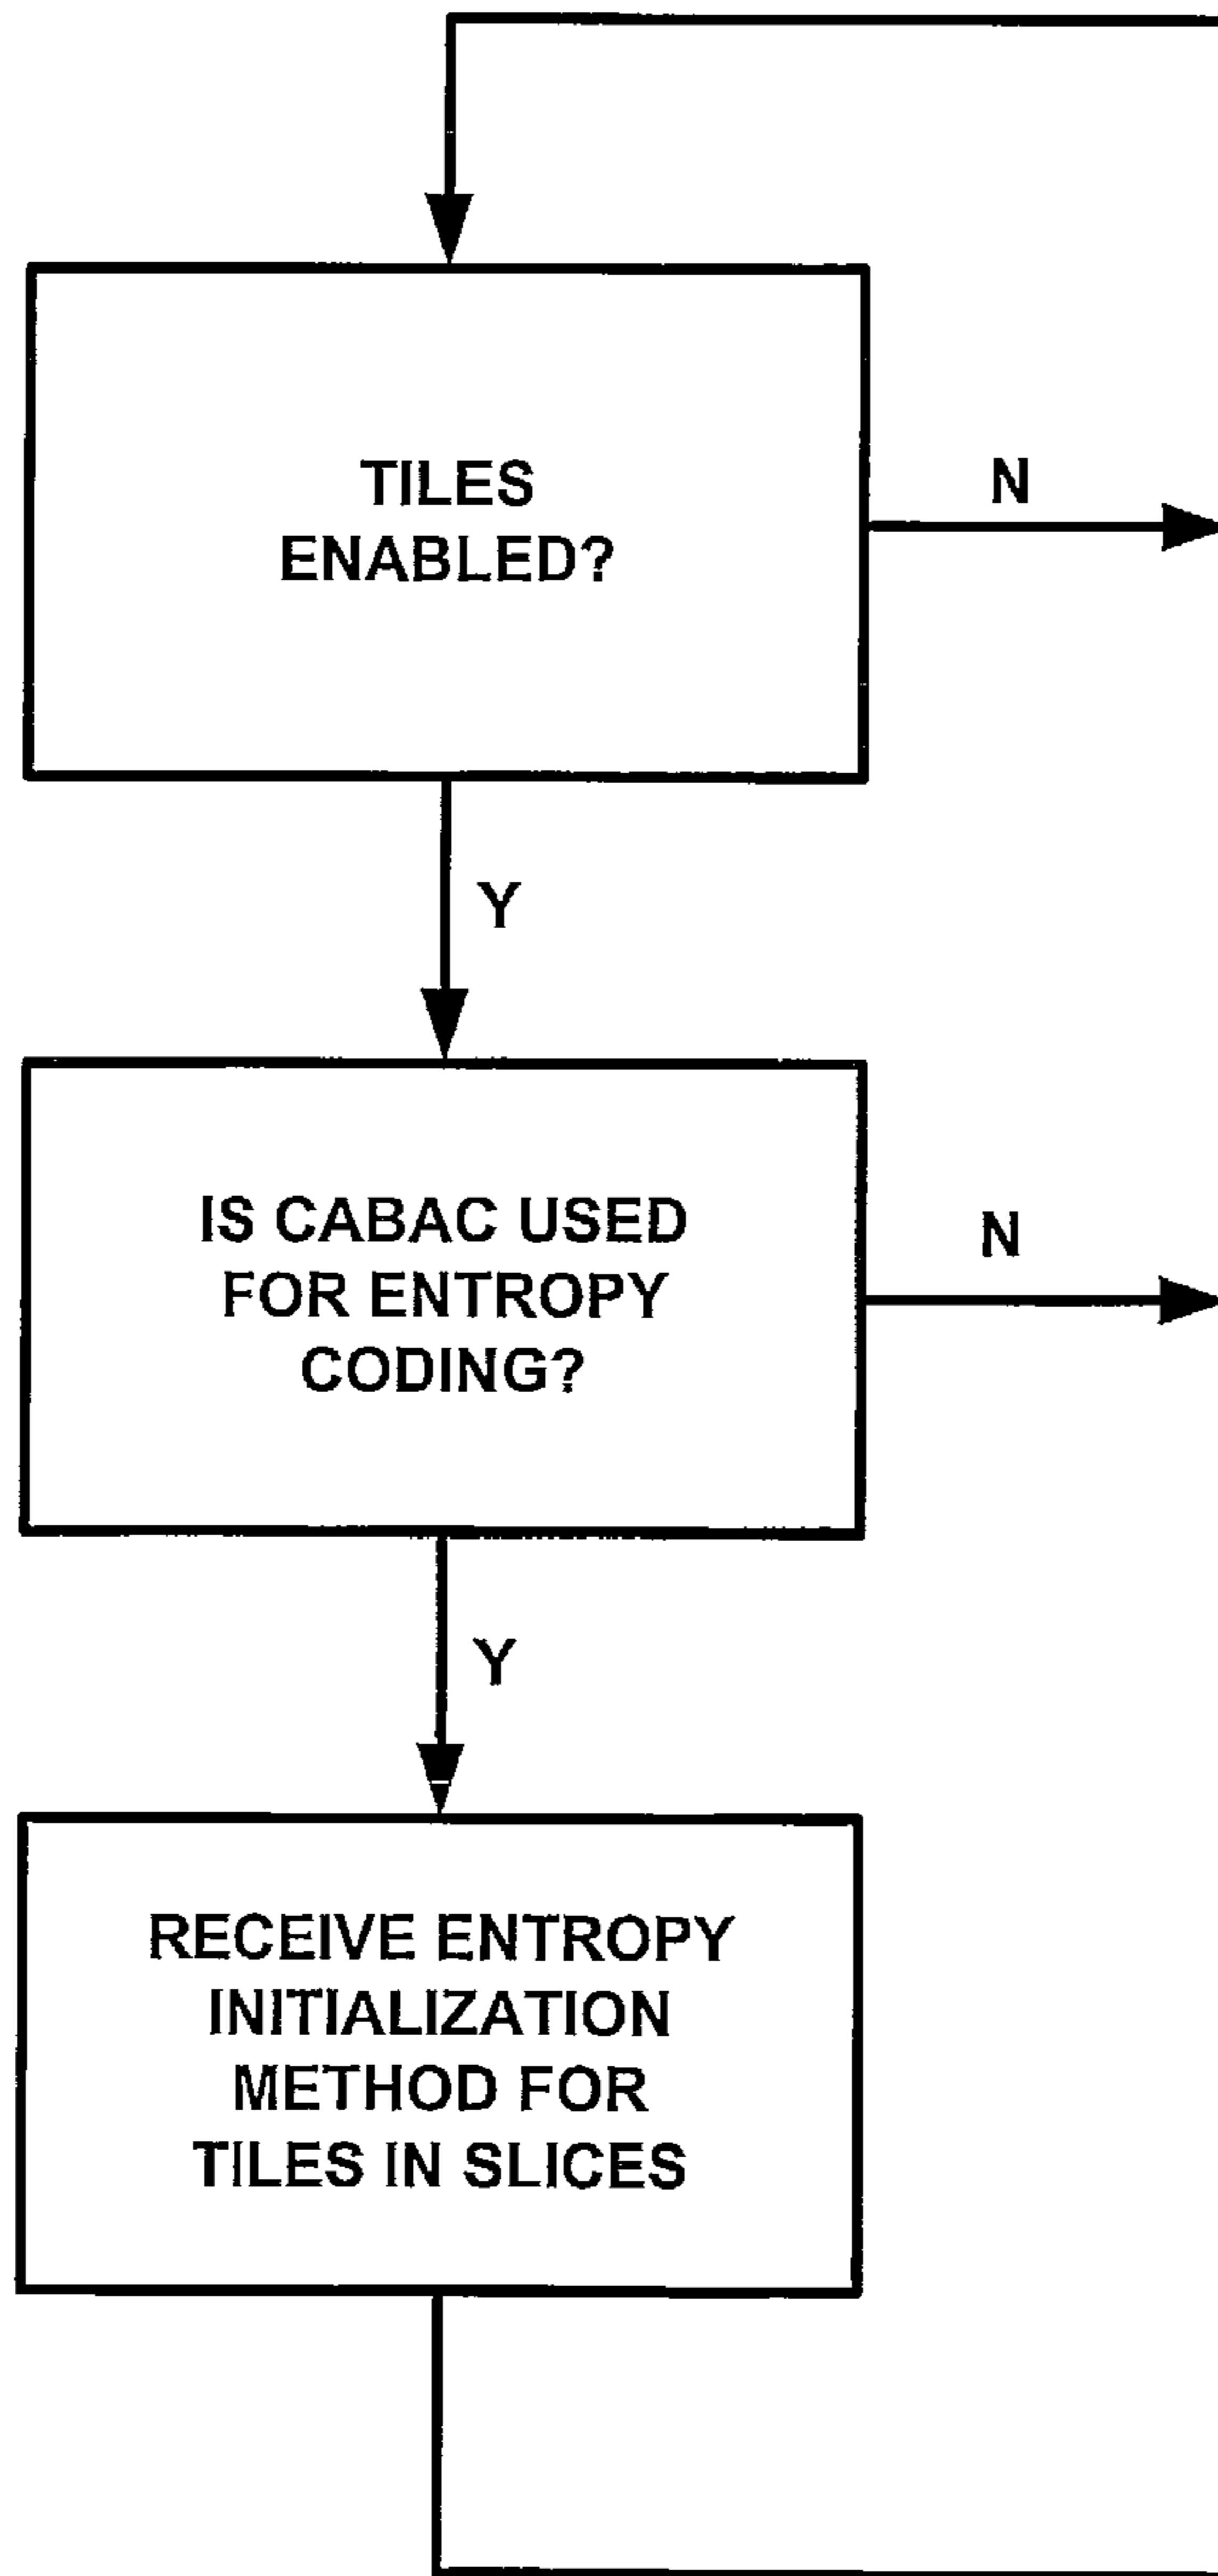 TILES
ENABLED?
N
Y
IS CABAC USED
FOR ENTROPY
CODING?
N
Y
RECEIVE ENTROPY
INITIALIZATION
METHOD FOR
TILES IN SLICES